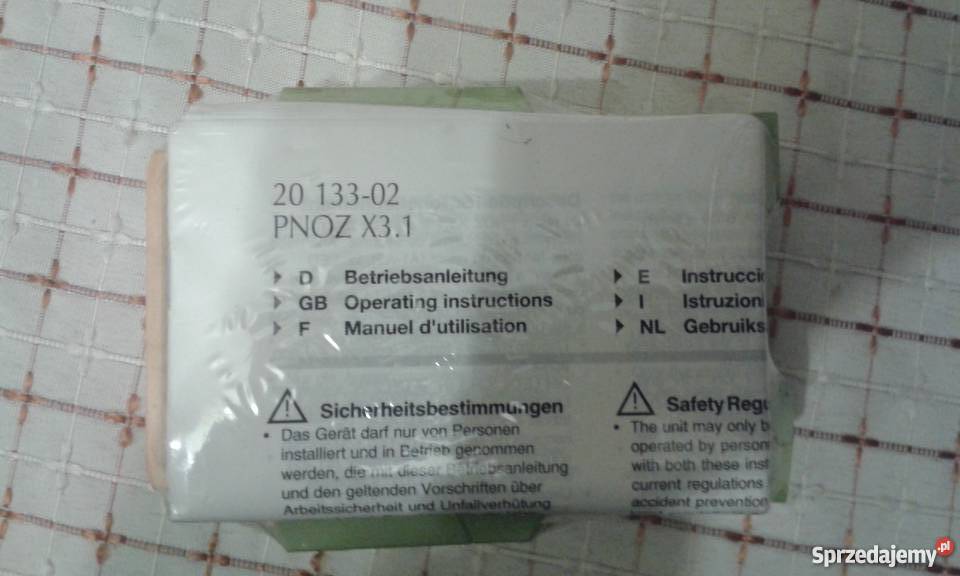 20 133-02
PNOZ X3.1
D Betriebsanleitung
GB Operating instructions
F Manuel d'utilisation
E Instrucci
I Istruzion
NL Gebruiks
Sicherheitsbestimmungen
• Das Gerät darf nur von Personen
installiert und in Betrieb genommen
werden, die mit dieser Betriebsanleitung
und den geltenden Vorschriften über
Arbeitssicherheit und Unfallverhütung
Safety Regu
• The unit may only b
operated by person
with both these inst
current regulations
accident prevention
Sprzedajemy.pl